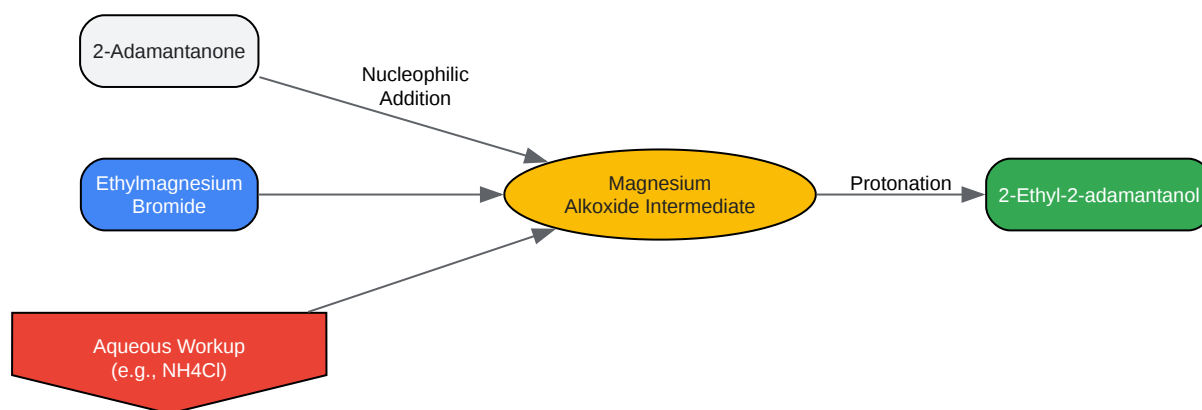 2-Adamantanone
Nucleophilic
Addition
Ethylmagnesium
Bromide
Magnesium
Alkoxide Intermediate
Protonation
2-Ethyl-2-adamantanol
Aqueous Workup
(e.g., NH4Cl)